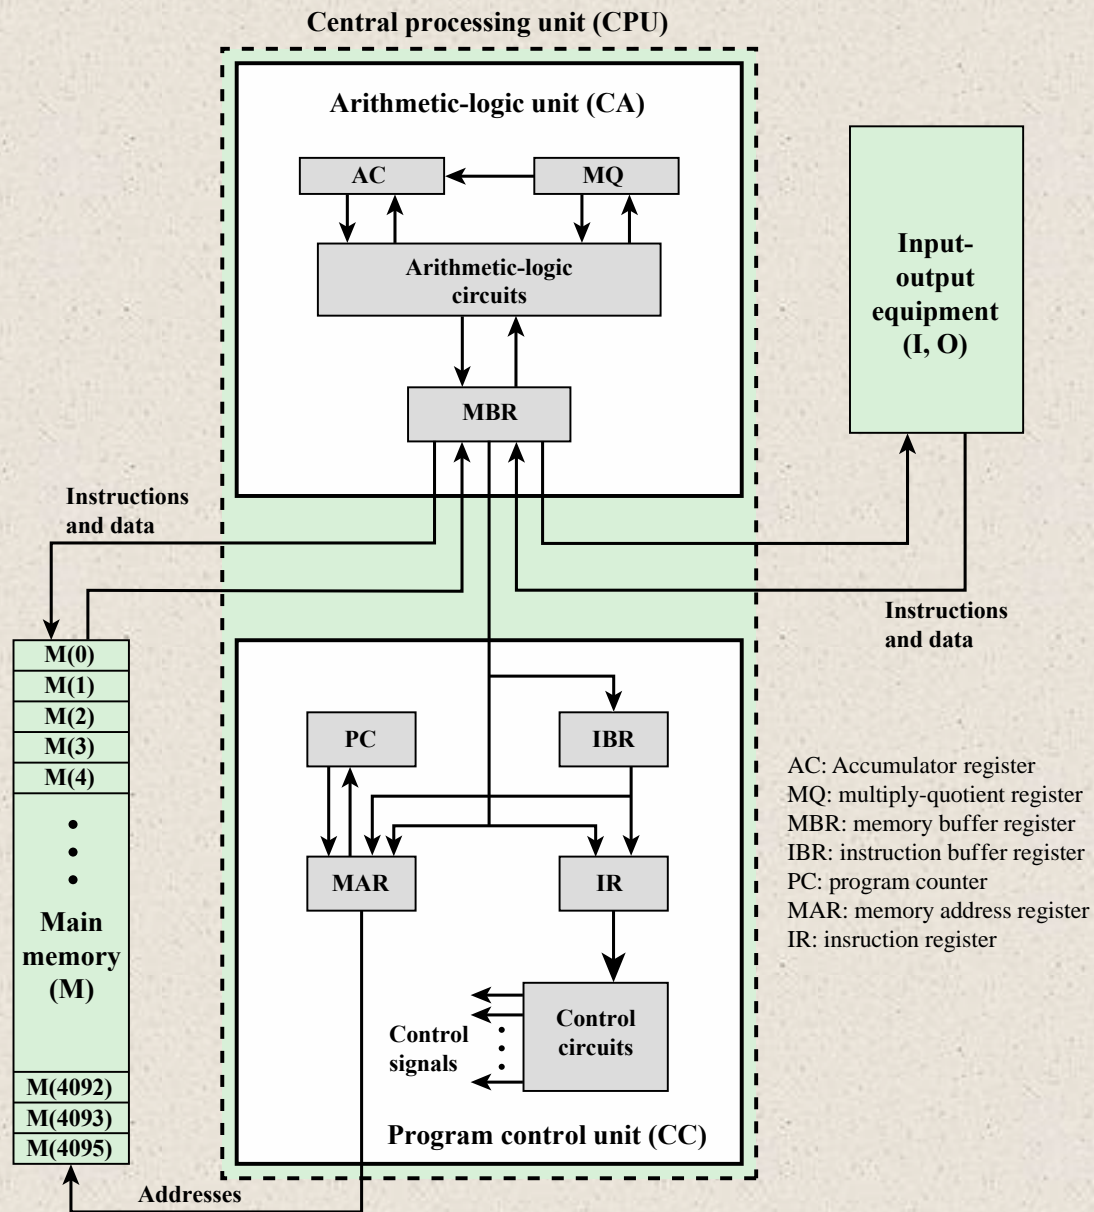 Central processing unit (CPU)
Arithmetic-logic unit (CA)
AC
MQ
Arithmetic-logic
circuits
MBR
Input-
output
equipment
(I, O)
Instructions
and data
Instructions
and data
M(0)
M(1)
M(2)
M(3)
M(4)
Main
memory
(M)
M(4092)
M(4093)
M(4095)
PC
IBR
MAR
IR
Control
signals
Control
circuits
Program control unit (CC)
Addresses
AC: Accumulator register
MQ: multiply-quotient register
MBR: memory buffer register
IBR: instruction buffer register
PC: program counter
MAR: memory address register
IR: insruction register